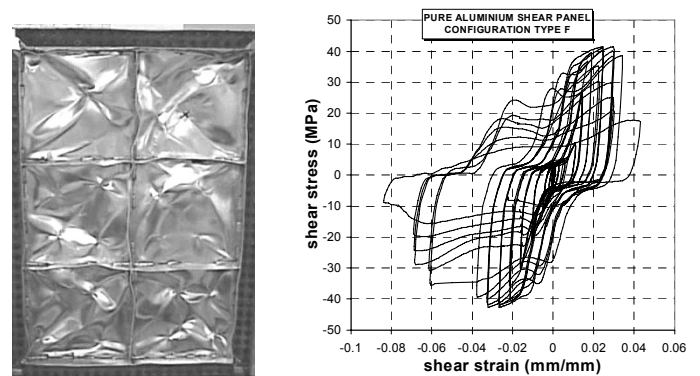 PURE ALUMINIUM SHEAR PANEL
CONFIGURATION TYPE F
50
40
30
20
10
0
-10
-20
-30
-40
-50
shear stress (MPa)
-0.1 -0.08 -0.06 -0.04 -0.02 0 0.02 0.04 0.06
shear strain (mm/mm)